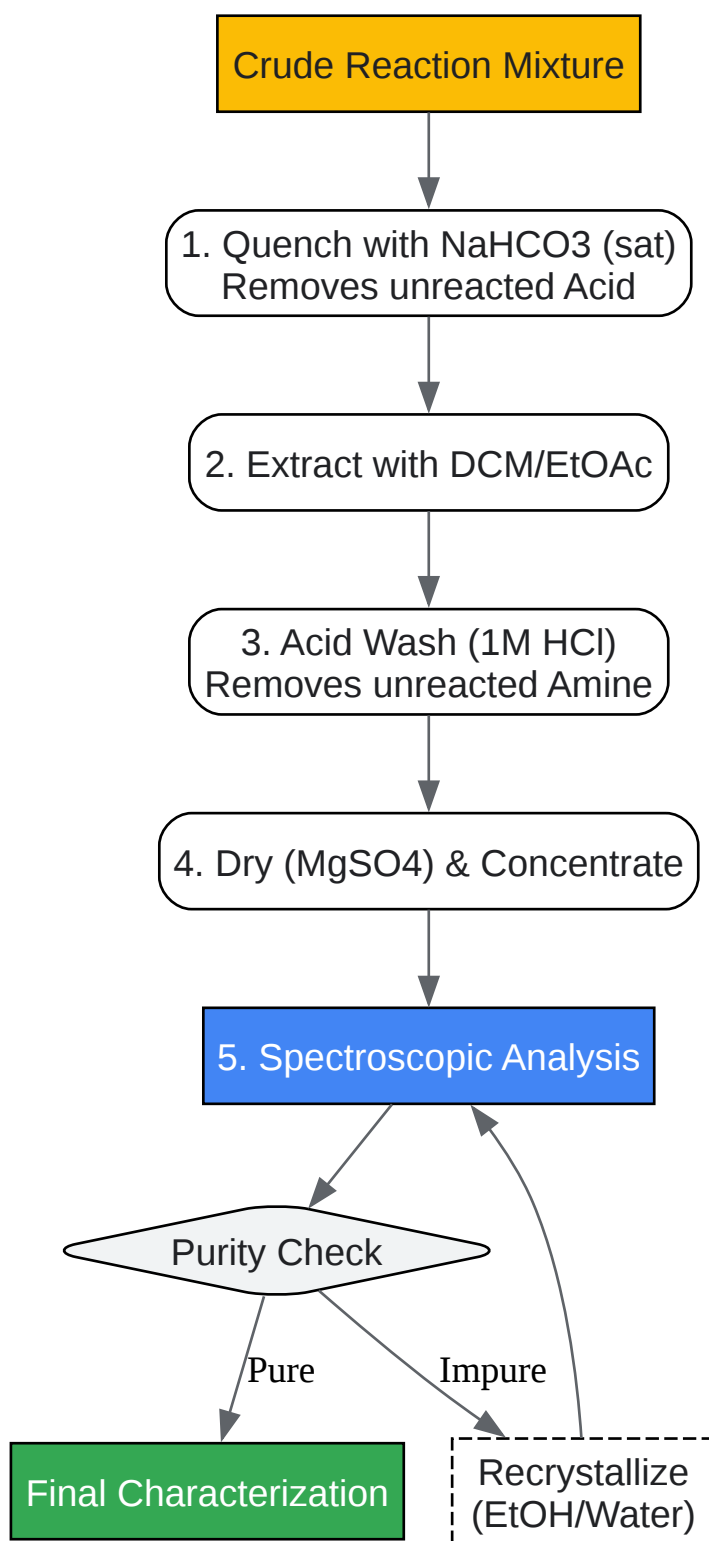 Crude Reaction Mixture
1. Quench with NaHCO3 (sat)
Removes unreacted Acid
2. Extract with DCM/EtOAc
3. Acid Wash (1M HCl)
Removes unreacted Amine
4. Dry (MgSO4) & Concentrate
5. Spectroscopic Analysis
Purity Check
Pure
Impure
Final Characterization
Recrystallize
(EtOH/Water)